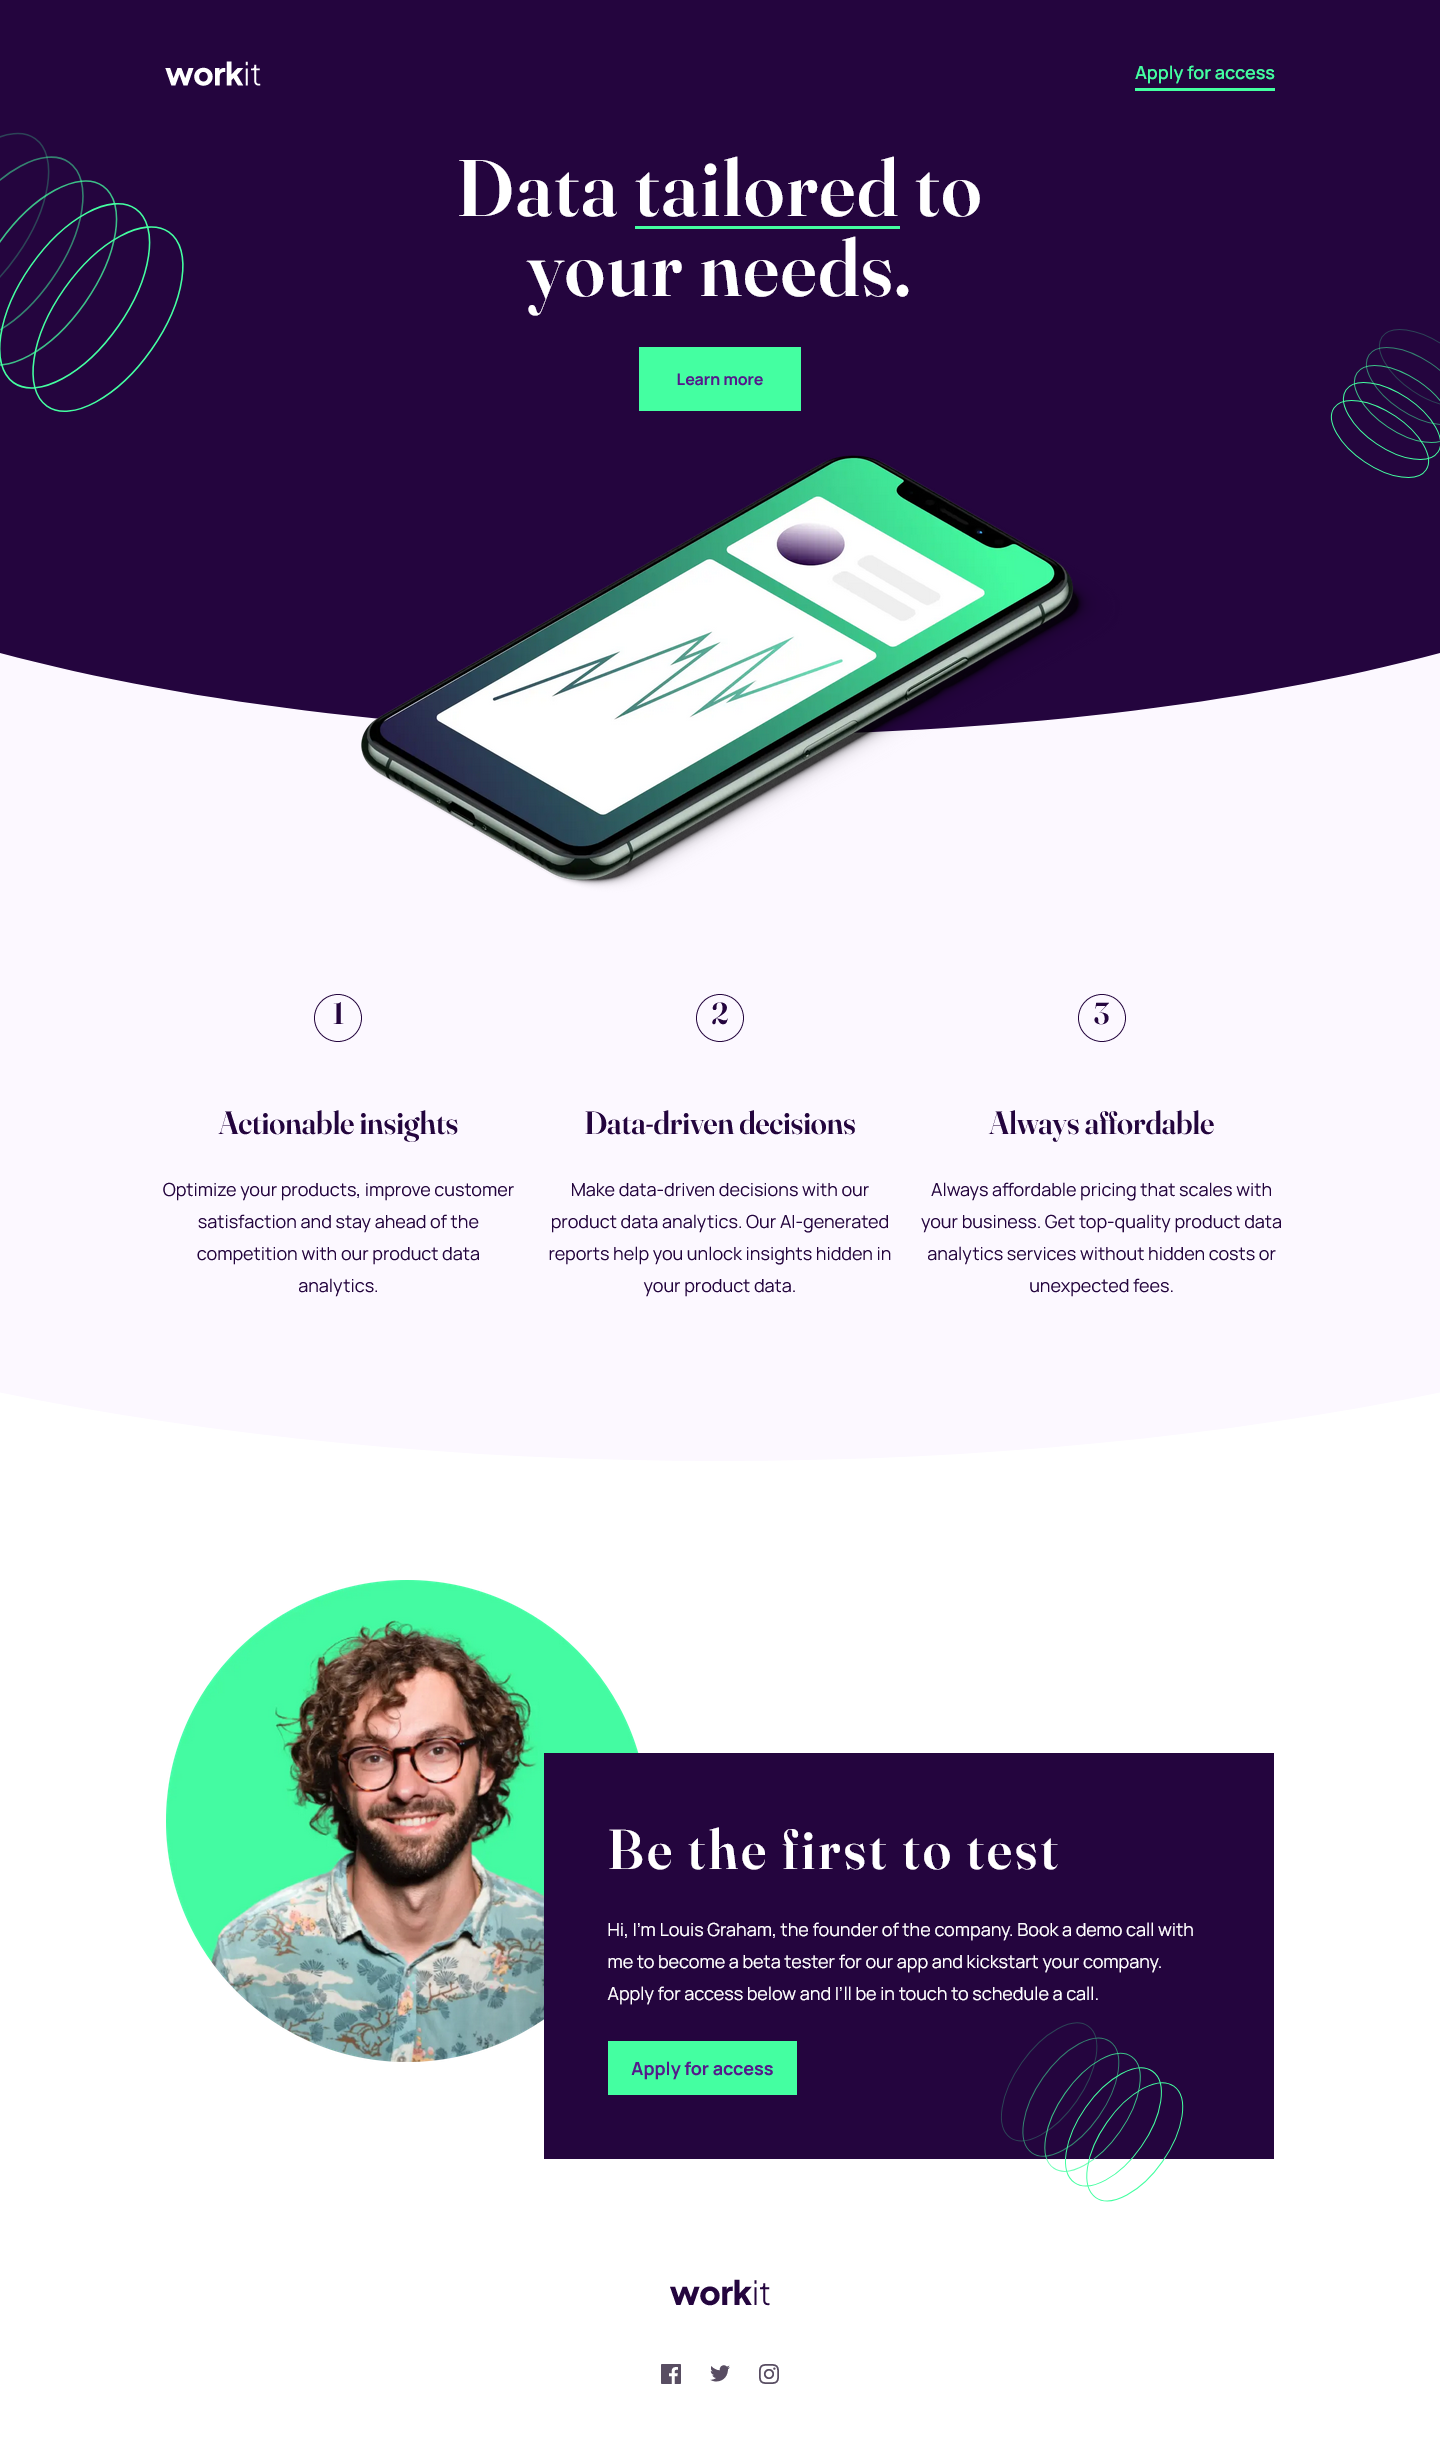 workit
Apply for access
Data tailored to
your needs.
Learn more
1
2
3
Actionable insights
Data-driven decisions
Always affordable
Optimize your products, improve customer
satisfaction and stay ahead of the
competition with our product data
analytics.
Make data-driven decisions with our
product data analytics. Our AI-generated
reports help you unlock insights hidden in
your product data.
Always affordable pricing that scales with
your business. Get top-quality product data
analytics services without hidden costs or
unexpected fees.
Be the first to test
Hi, I'm Louis Graham, the founder of the company. Book a demo call with
me to become a beta tester for our app and kickstart your company.
Apply for access below and I'll be in touch to schedule a call.
Apply for access
workit